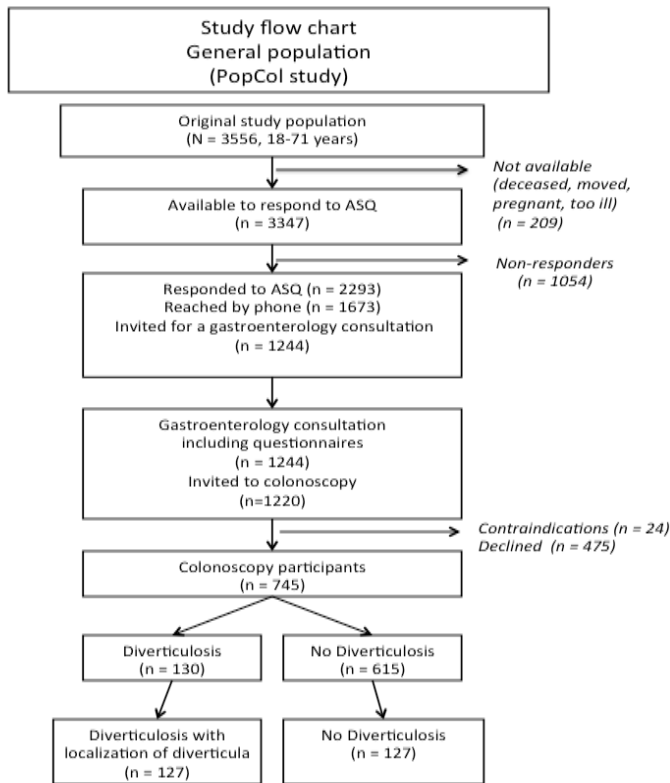 Study flow chart
General population
(PopCol study)
Original study population
(N = 3556, 18-71 years)
Not available
(deceased, moved,
pregnant, too ill)
(n = 209)
Available to respond to ASQ
(n = 3347)
Non-responders
(n = 1054)
Responded to ASQ (n = 2293)
Reached by phone (n = 1673)
Invited for a gastroenterology consultation
(n = 1244)
Gastroenterology consultation
including questionnaires
(n = 1244)
Invited to colonoscopy
(n=1220)
Contraindications (n = 24)
Declined (n = 475)
Colonoscopy participants
(n = 745)
Diverticulosis
(n = 130)
No Diverticulosis
(n = 615)
Diverticulosis with
localization of diverticula
(n = 127)
No Diverticulosis
(n = 127)